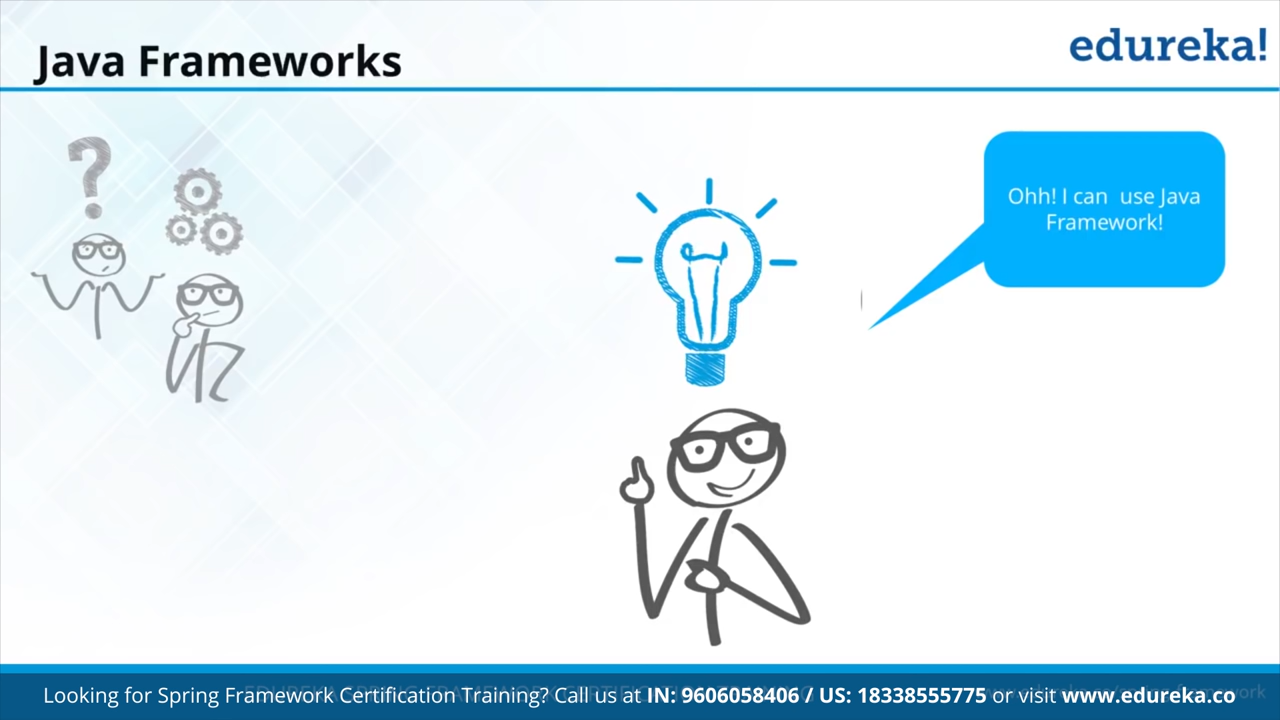 Java Frameworks
edureka!
?
Ohh! I can use Java
Framework!
Looking for Spring Framework Certification Training? Call us at IN: 9606058406 / US: 18338555775 or visit www.edureka.co